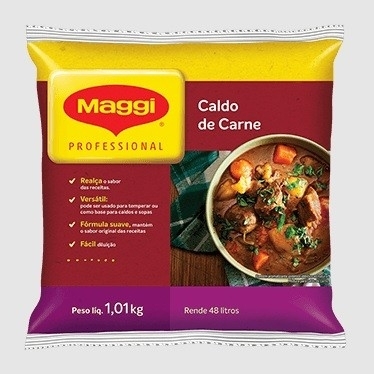 Maggi
PROFESSIONAL
Caldo
de Carne
Realça o sabor
das receitas.
Versátil:
pode ser usado para temperar ou
como base para caldos e sopas
Fórmula suave, mantém
o sabor original das receitas
Fácil diluição
Peso líq. 1,01kg
Rende 48 litros